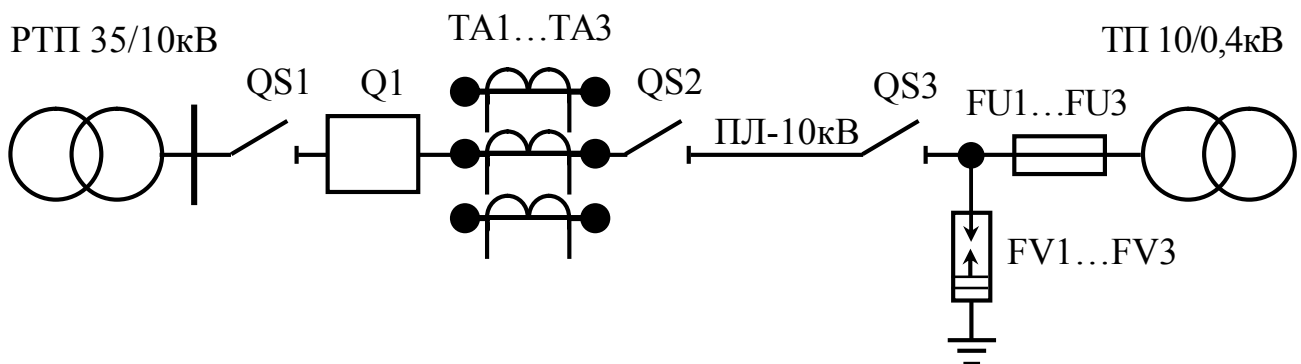 РТП 35/10кВ
TA1…TA3
ТП 10/0,4кВ
QS1
Q1
QS2
QS3
FU1…FU3
ПЛ-10кВ
FV1…FV3